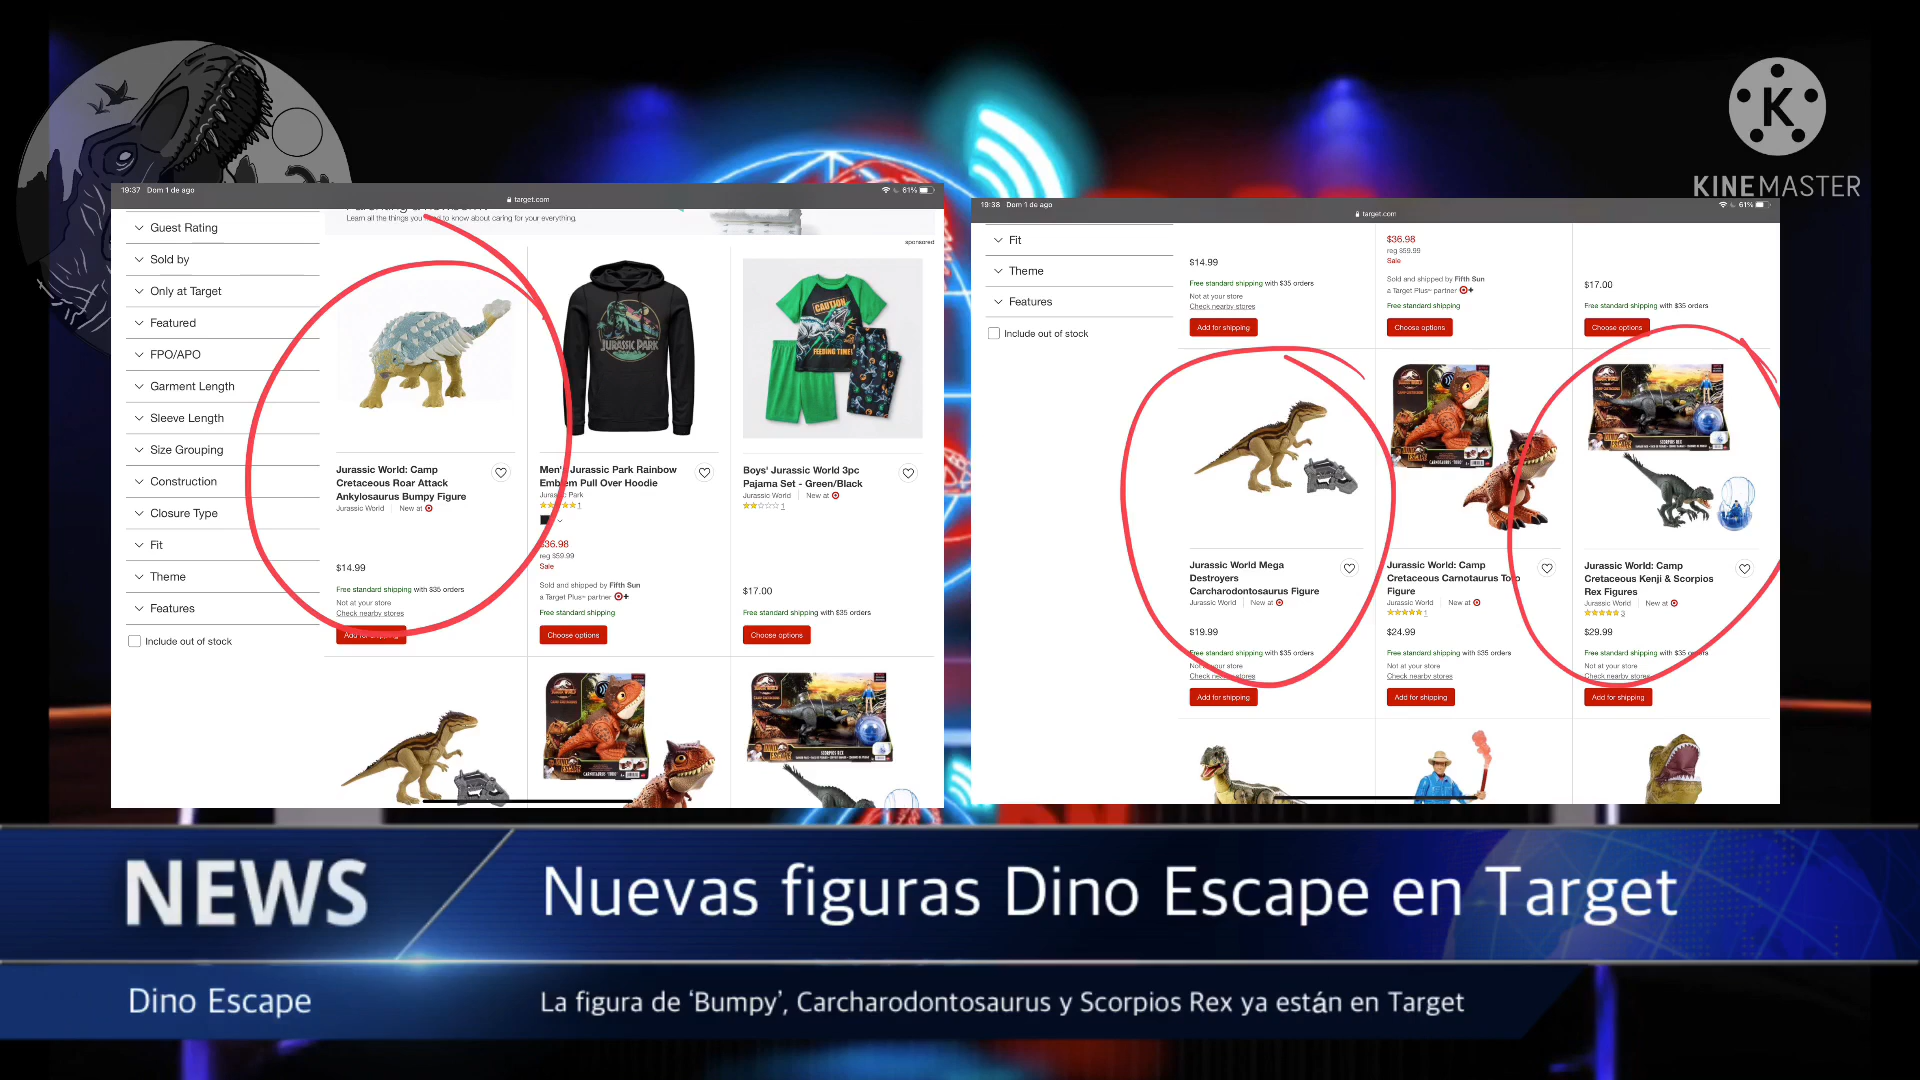 KINEMASTER
19:37 Dom 1 de ago
61%
target.com
Learn all the things you need to know about caring for your everything.
sponsored
Guest Rating
Sold by
Only at Target
Featured
FPO/APO
Garment Length
Sleeve Length
Size Grouping
Construction
Closure Type
Fit
Theme
Features
Include out of stock
Jurassic World: Camp
Cretaceous Roar Attack
Ankylosaurus Bumpy Figure
Jurassic World New at
$14.99
Free standard shipping with $35 orders
Not at your store
Check nearby stores
Add for shipping
JURASSIC PARK
Men's Jurassic Park Rainbow
Emblem Pull Over Hoodie
Jurassic Park
1
$36.98
reg $59.99
Sale
Sold and shipped by Fifth Sun
a Target Plus™ partner
Free standard shipping
Choose options
CAUTION
FEEDING TIME!
Boys' Jurassic World 3pc
Pajama Set - Green/Black
Jurassic World New at
1
$17.00
Free standard shipping with $35 orders
Choose options
SCORPIOS REX
19:38 Dom 1 de ago
61%
target.com
Fit
Theme
Features
Include out of stock
$14.99
Free standard shipping with $35 orders
Not at your store
Check nearby stores
Add for shipping
$36.98
reg $59.99
Sale
Sold and shipped by Fifth Sun
a Target Plus™ partner
Free standard shipping
Choose options
$17.00
Free standard shipping with $35 orders
Choose options
Jurassic World Mega
Destroyers
Carcharodontosaurus Figure
Jurassic World New at
$19.99
Free standard shipping with $35 orders
Not at your store
Check nearby stores
Add for shipping
Jurassic World: Camp
Cretaceous Carnotaurus Toro
Figure
Jurassic World New at
1
$24.99
Free standard shipping with $35 orders
Not at your store
Check nearby stores
Add for shipping
SCORPIOS REX
Jurassic World: Camp
Cretaceous Kenji & Scorpios
Rex Figures
Jurassic World New at
3
$29.99
Free standard shipping with $35 orders
Not at your store
Check nearby stores
Add for shipping
NEWS
Nuevas figuras Dino Escape en Target
Dino Escape
La figura de ‘Bumpy’, Carcharodontosaurus y Scorpios Rex ya están en Target